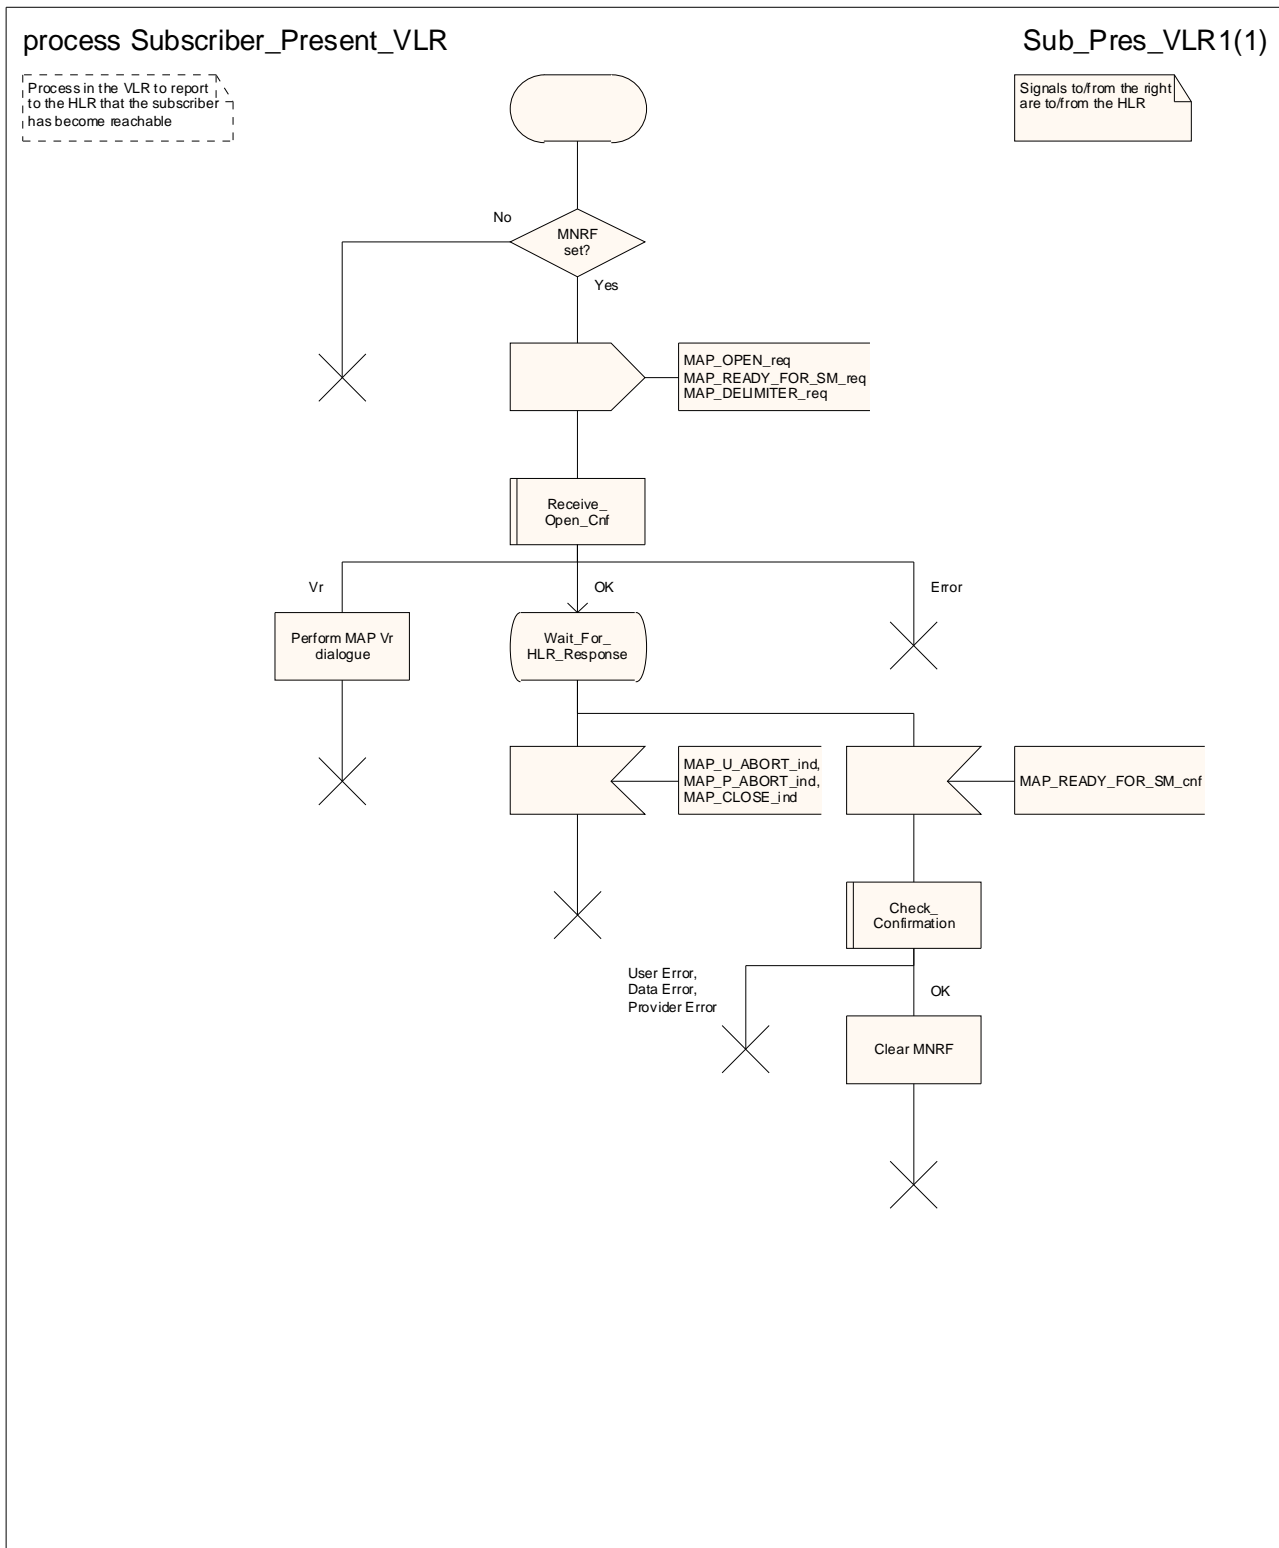 process Subscriber_Present_VLR
Sub_Pres_VLR1(1)
Process in the VLR to report
to the HLR that the subscriber
has become reachable
Signals to/from the right
are to/from the HLR
No
MNRF
set?
Yes
MAP_OPEN_req
MAP_READY_FOR_SM_req
MAP_DELIMITER_req
Receive_
Open_Cnf
Vr
OK
Error
Perform MAP Vr
dialogue
Wait_For_
HLR_Response
MAP_U_ABORT_ind,
MAP_P_ABORT_ind,
MAP_CLOSE_ind
MAP_READY_FOR_SM_cnf
Check_
Confirmation
User Error,
Data Error,
Provider Error
OK
Clear MNRF